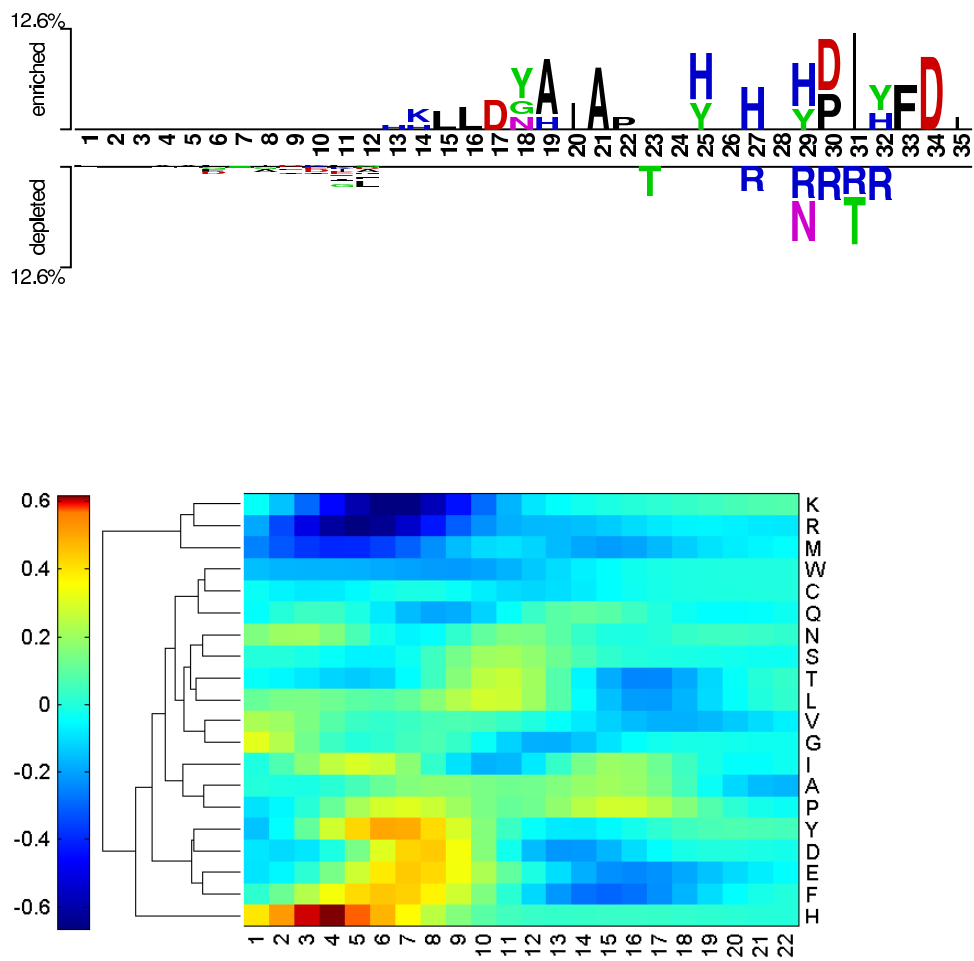 12.6%
enriched
K
L
L
D
Y
G
N
A
H
I
A
P
H
Y
H
H
Y
D
P
I
Y
H
F
D
I
1 2 3 4 5 6 7 8 9 10 11 12 13 14 15 16 17 18 19 20 21 22 23 24 25 26 27 28 29 30 31 32 33 34 35
depleted
T
R
R
N
R
R
T
R
12.6%
0.6
0.4
0.2
0
-0.2
-0.4
-0.6
K
R
M
W
C
Q
N
S
T
L
V
G
I
A
P
Y
D
E
F
H
1 2 3 4 5 6 7 8 9 10 11 12 13 14 15 16 17 18 19 20 21 22